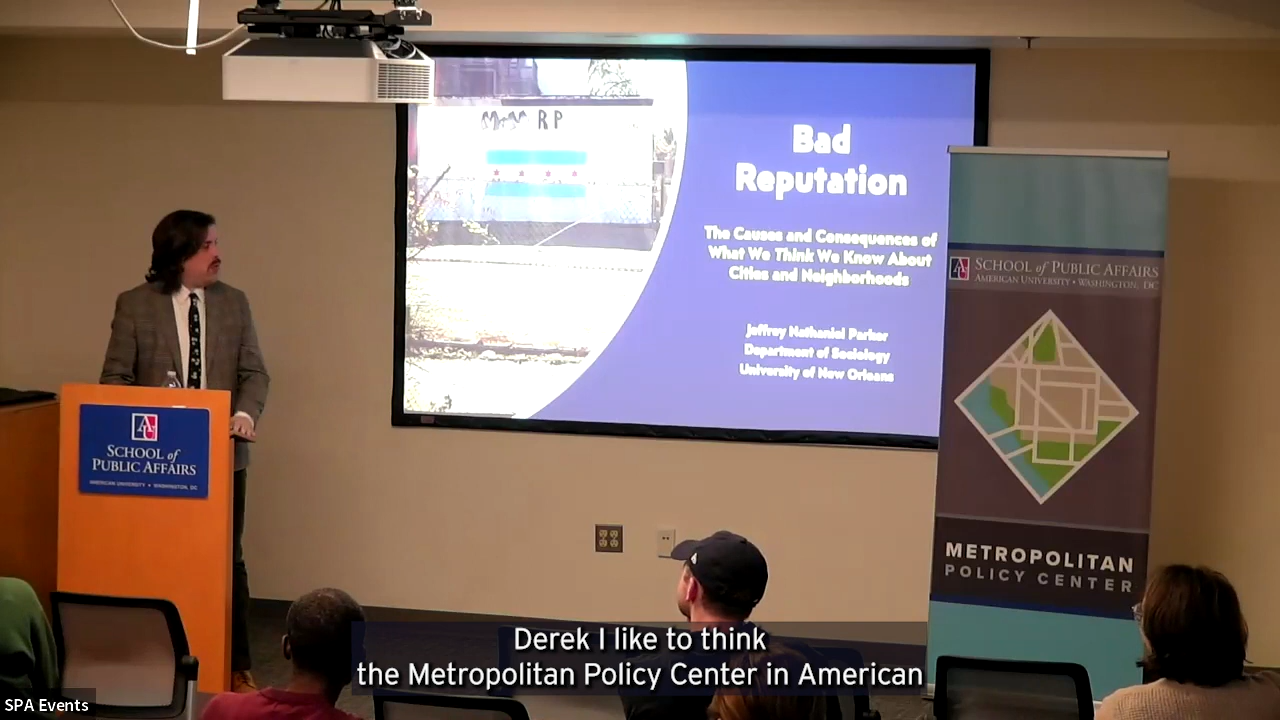 M RP
Bad
Reputation
The Causes and Consequences of
What We Think We Know About
Cities and Neighborhoods
Jeffrey Nathaniel Parker
Department of Sociology
University of New Orleans
SCHOOL of PUBLIC AFFAIRS
AMERICAN UNIVERSITY • WASHINGTON, DC
METROPOLITAN
POLICY CENTER
AU
SCHOOL of
PUBLIC AFFAIRS
AMERICAN UNIVERSITY • WASHINGTON, DC
Derek I like to think
the Metropolitan Policy Center in American
SPA Events